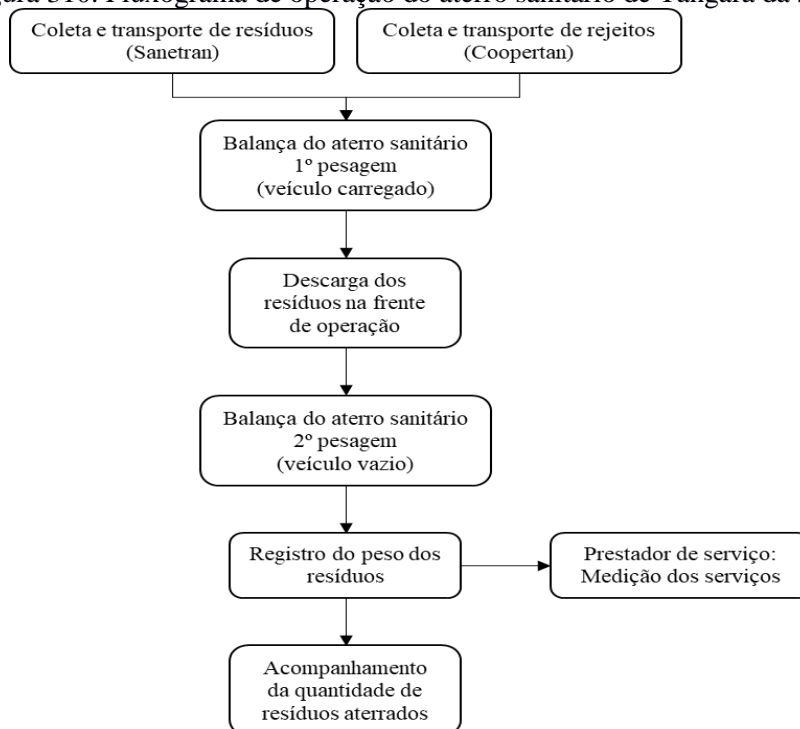 Fluxograma de operação do aterro sanitário de Tangará da
Coleta e transporte de resíduos
(Sanetran)
Coleta e transporte de rejeitos
(Coopertan)
Balança do aterro sanitário
1º pesagem
(veículo carregado)
Descarga dos
resíduos na frente
de operação
Balança do aterro sanitário
2º pesagem
(veículo vazio)
Registro do peso dos
resíduos
Prestador de serviço:
Medição dos serviços
Acompanhamento
da quantidade de
resíduos aterrados